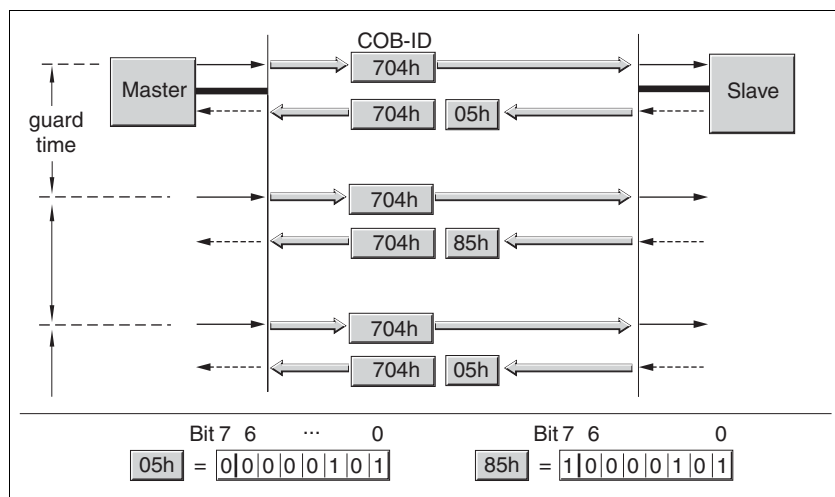 COB-ID
704h
Master
Slave
704h 05h
guard
time
704h
704h 85h
704h
704h 05h
Bit 7 6 ... 0
05h = 0 0 0 0 0 1 0 1
Bit 7 6 0
85h = 1 0 0 0 0 1 0 1